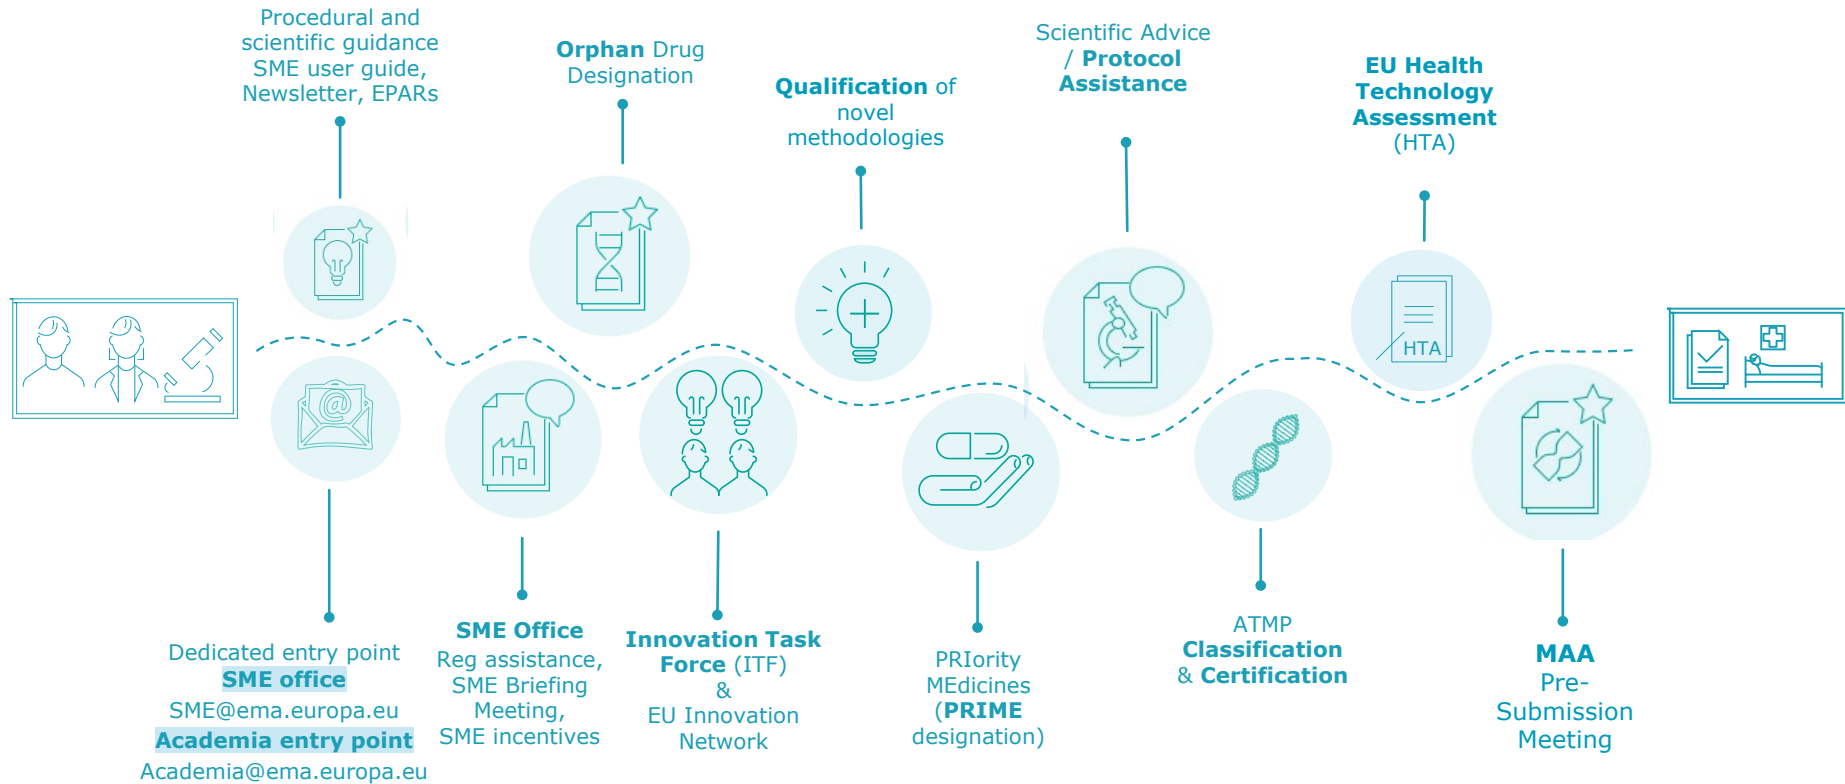 Procedural and
scientific guidance
SME user guide,
Newsletter, EPARs
Orphan Drug
Designation
Qualification of
novel
methodologies
Scientific Advice
/ Protocol
Assistance
EU Health
Technology
Assessment
(HTA)
@
HTA
Dedicated entry point
SME office
SME@ema.europa.eu
Academia entry point
Academia@ema.europa.eu
SME Office
Reg assistance,
SME Briefing
Meeting,
SME incentives
Innovation Task
Force (ITF)
&
EU Innovation
Network
PRIority
MEdicines
(PRIME
designation)
ATMP
Classification
& Certification
MAA
Pre-
Submission
Meeting